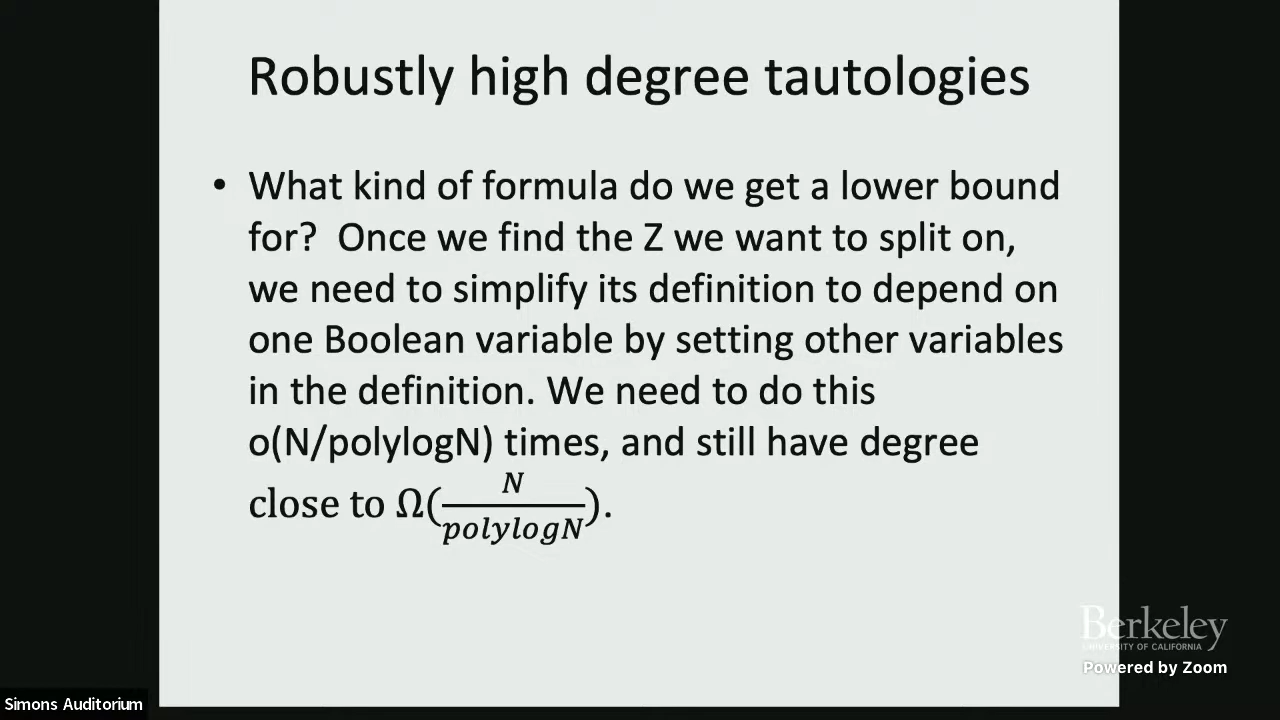 Robustly high degree tautologies
• What kind of formula do we get a lower bound
for?  Once we find the Z we want to split on,
we need to simplify its definition to depend on
one Boolean variable by setting other variables
in the definition. We need to do this
o(N/polylogN) times, and still have degree
close to Ω(N/polylogN).
Berkeley
UNIVERSITY OF CALIFORNIA
Powered by Zoom
Simons Auditorium